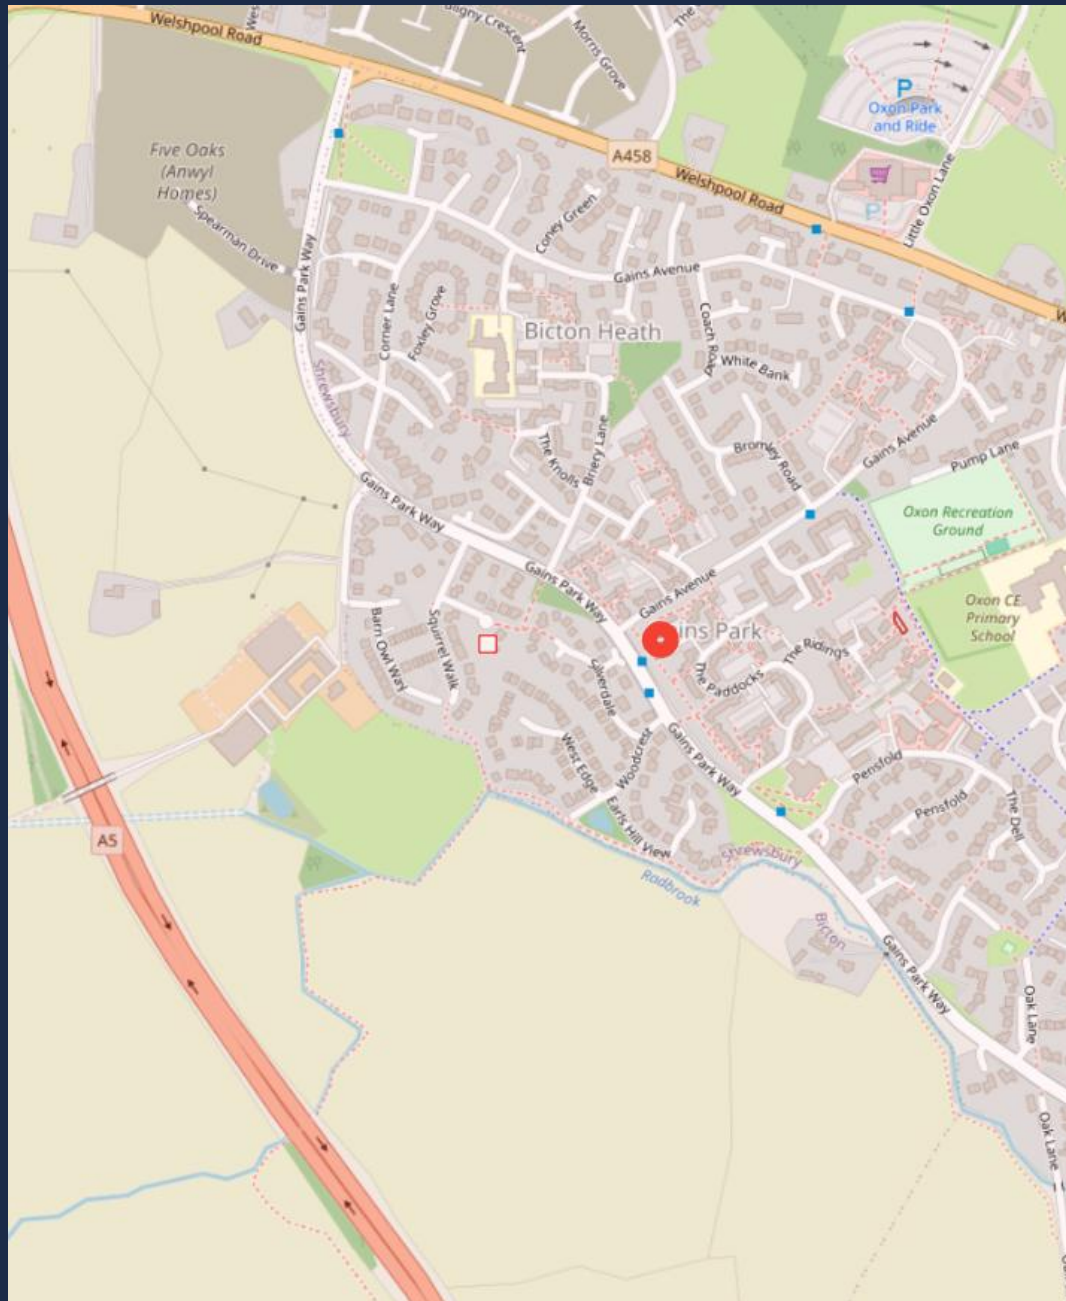 Welshpool Road
Morris Grove
P
Oxon Park
and Ride
A458
Five Oaks
(Anwyl
Homes)
Welshpool Road
P
Little Oxon Lane
Spearman Drive
Coney Green
Gains Park Way
Gains Avenue
Corner Lane
Foxley Grove
Bicton Heath
Coach Road
White Bank
Shrewsbury
Briery Lane
The Knolls
Bromley Road
Gains Avenue
Pump Lane
Gains Park Way
Oxon Recreation
Ground
Gains Park Way
Gains Avenue
Oxon CE
Primary
School
Barn Owl Way
Squirrel Walk
ins Park
The Ridings
Silverdale
The Paddocks
West Edge
Woodcrest
Gains Park Way
Pensfold
Pensfold
The Dell
Earls Hill View
A5
Shrewsbury
Radbrook
Bicton
Gains Park Way
Oak Lane
Oak Lane